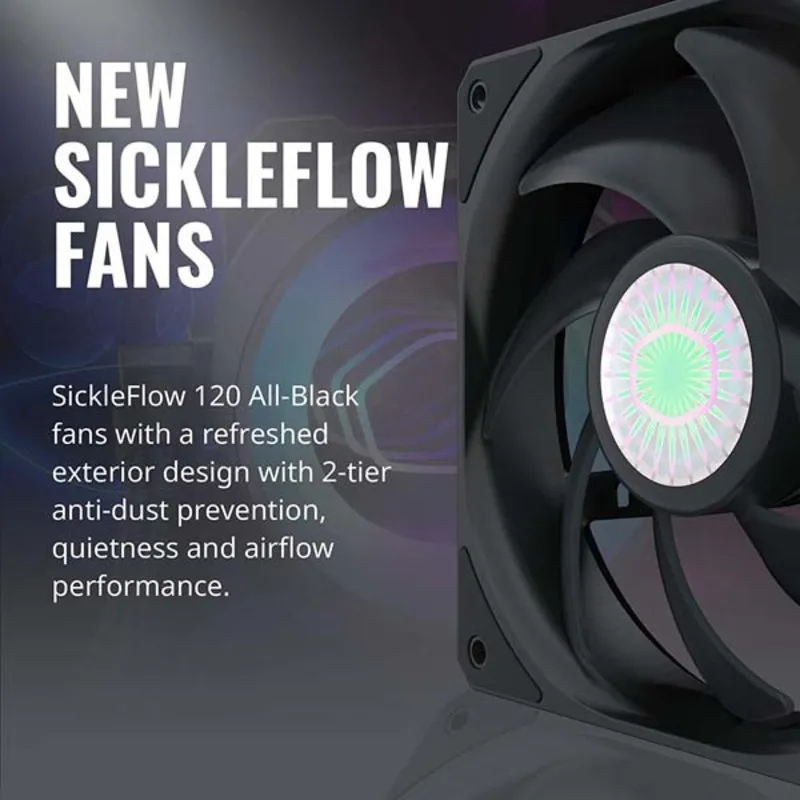 NEW
SICKLEFLOW
FANS
SickleFlow 120 All-Black
fans with a refreshed
exterior design with 2-tier
anti-dust prevention,
quietness and airflow
performance.